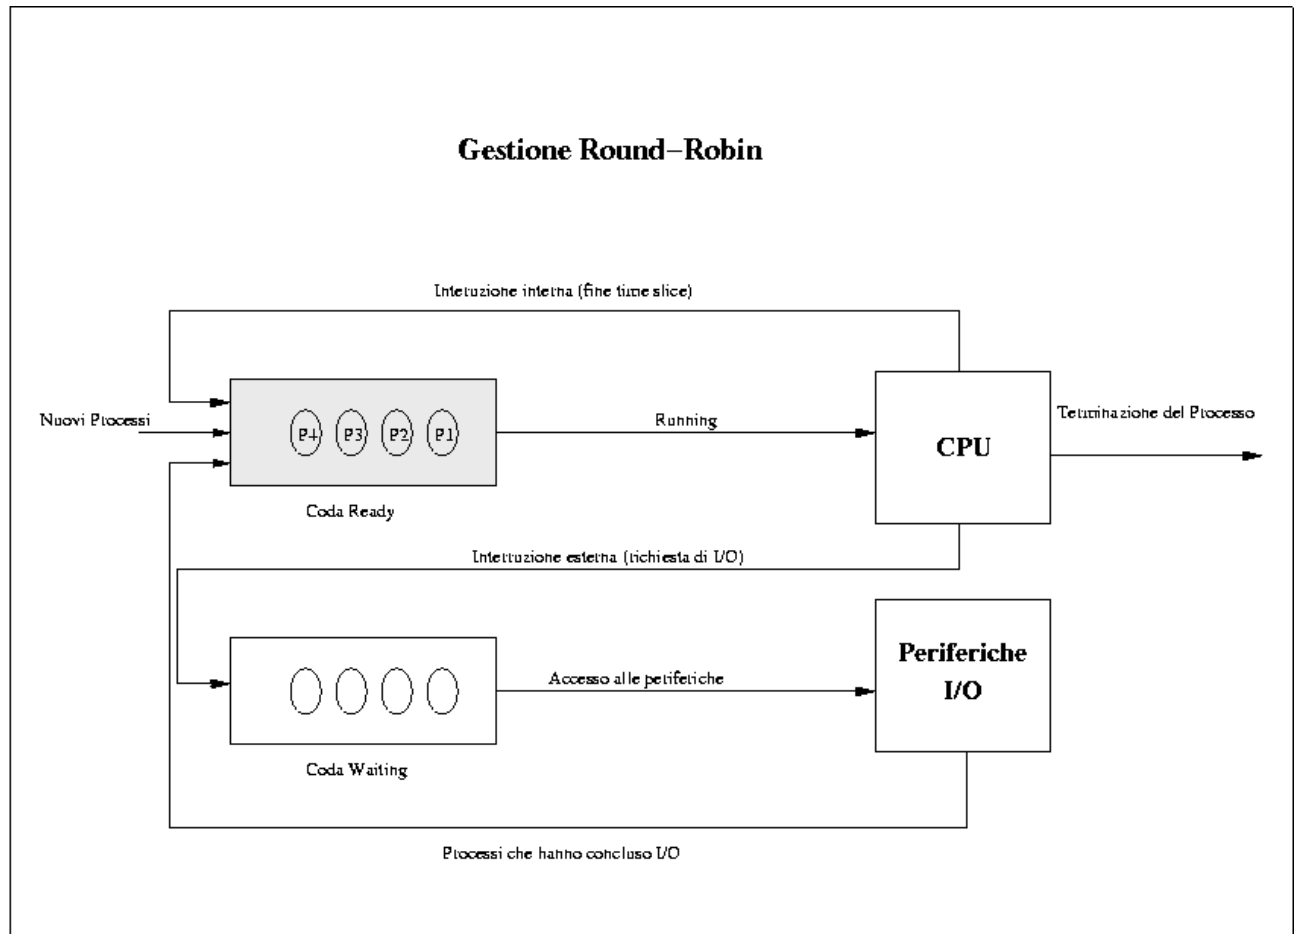 Gestione Round-Robin
Interuzione interna (fine time slice)
Nuovi Processi
P4 P3 P2 P1
Running
CPU
Terminazione del Processo
Coda Ready
Interruzione esterna (richiesta di I/O)
Periferiche
I/O
Accesso alle periferiche
Coda Waiting
Processi che hanno concluso I/O